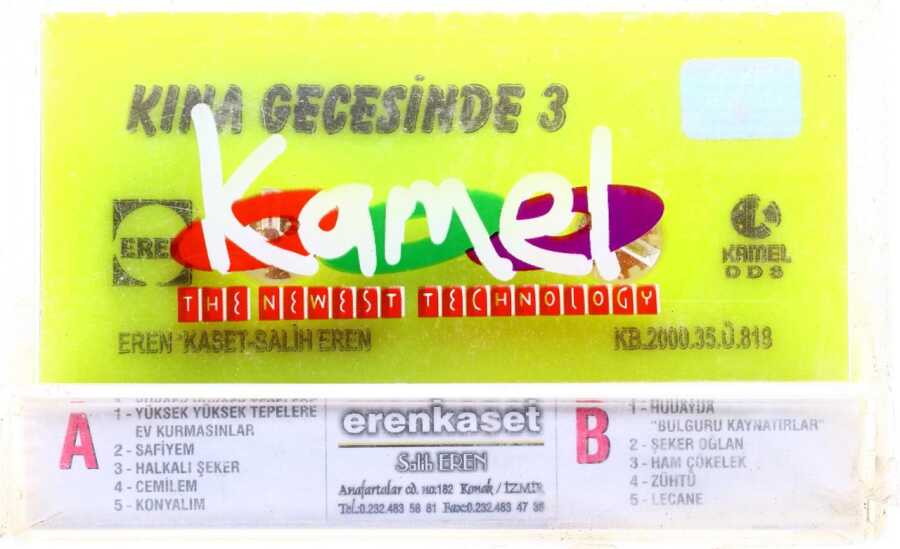 KINA GECESİNDE 3
Kamel
EREN
KAMEL
ODS
THE NEWEST TECHNOLOGY
EREN KASET-SALİH EREN
KB.2000.35.Ü.818
A
1 - YÜKSEK YÜKSEK TEPELERE
EV KURMASINLAR
2 - SAFİYEM
3 - HALKALI ŞEKER
4 - CEMİLEM
5 - KONYALIM
erenkaset
Salih EREN
Anafartalar cd. no:182 Konak / İZMİR
Tel:0.232.483 58 81 Fax:0.232.483 47 36
B
1 - HÜDAYDA
"BULGURU KAYNATIRLAR"
2 - ŞEKER OĞLAN
3 - HAM ÇÖKELEK
4 - ZÜHTÜ
5 - LECANE